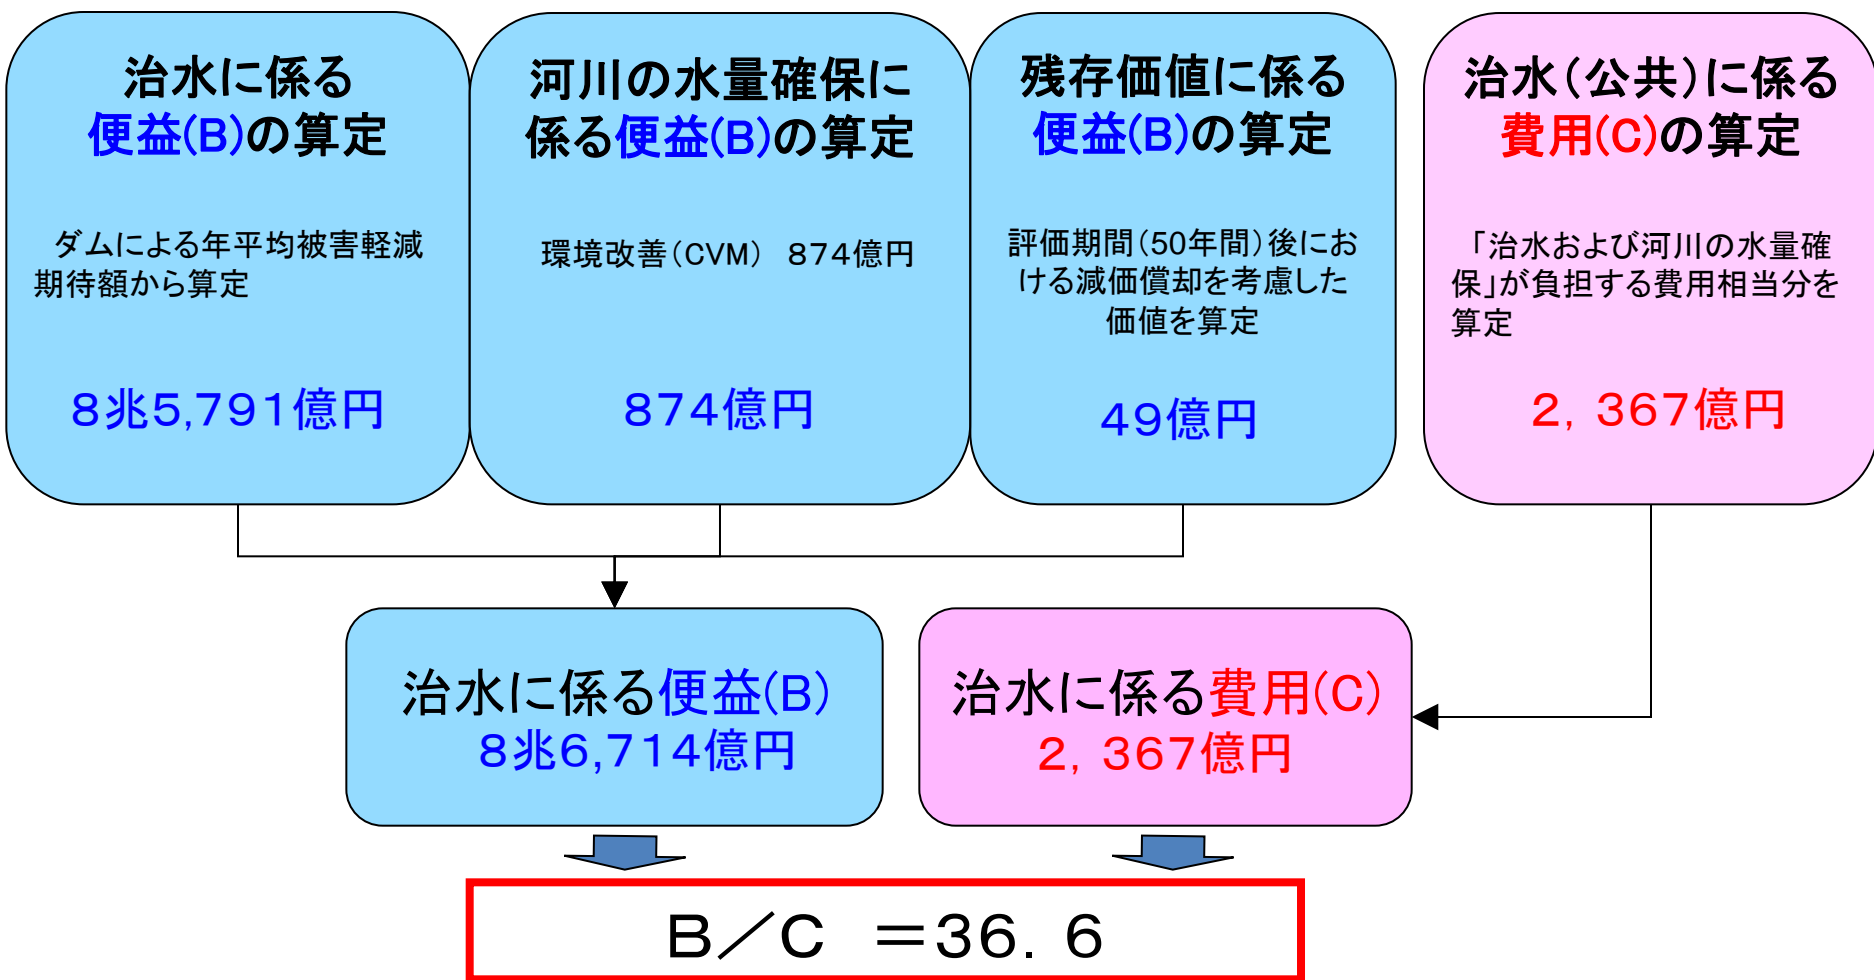 治水に係る
便益(B)の算定
ダムによる年平均被害軽減
期待額から算定
8兆5,791億円
河川の水量確保に
係る便益(B)の算定
環境改善(CVM) 874億円
874億円
残存価値に係る
便益(B)の算定
評価期間(50年間)後にお
ける減価償却を考慮した
価値を算定
49億円
治水(公共)に係る
費用(C)の算定
「治水および河川の水量確
保」が負担する費用相当分を
算定
2,367億円
治水に係る便益(B)
8兆6,714億円
治水に係る費用(C)
2,367億円
B/C =36.6